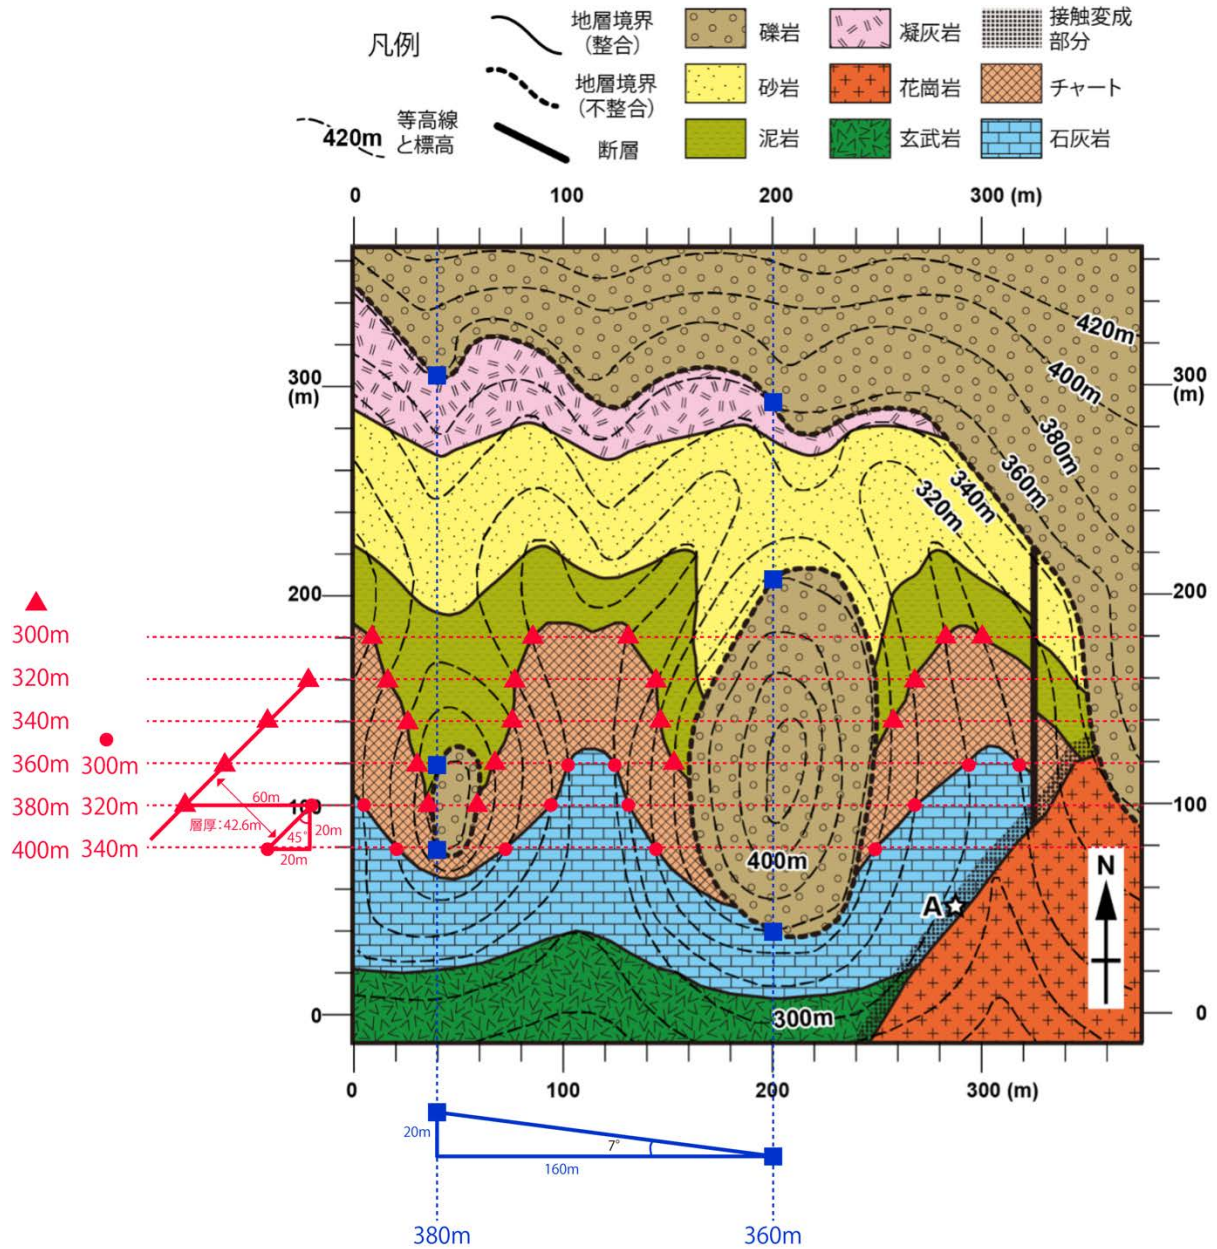 凡例
地層境界
(整合)
地層境界
(不整合)
420m
等高線
と標高
断層
礫岩
砂岩
泥岩
凝灰岩
花崗岩
玄武岩
接触変成
部分
チャート
石灰岩
0
100
200
300 (m)
300
(m)
200
100
0
300
(m)
200
100
0
420m
400m
380m
360m
340m
320m
400m
300m
A
N
300m
320m
340m
360m 300m
380m 320m
400m 340m
60m
層厚:42.6m
45°
20m
20m
0
100
200
300 (m)
20m
7°
160m
380m
360m